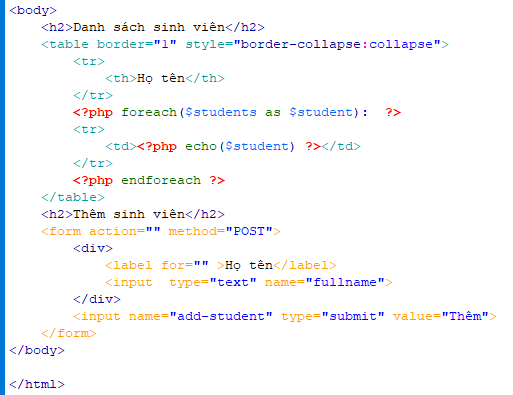 <body>
<h2>Danh sách sinh viên</h2>
<table border="1" style="border-collapse:collapse">
<tr>
<th>Họ tên</th>
</tr>
<?php foreach($students as $student):  ?>
<tr>
<td><?php echo($student) ?></td>
</tr>
<?php endforeach ?>
</table>
<h2>Thêm sinh viên</h2>
<form action="" method="POST">
<div>
<label for="" >Họ tên</label>
<input  type="text" name="fullname">
</div>
<input name="add-student" type="submit" value="Thêm">
</form>
</body>
</html>